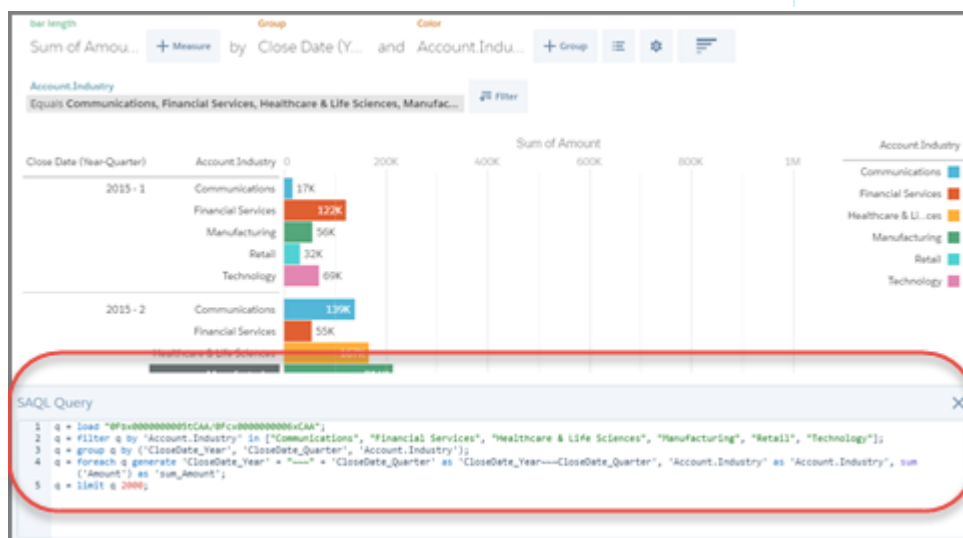 bar length Group Color
Sum of Amou... + Measure by Close Date (Y... and Account.Indu... + Group
Account.Industry
Equals Communications, Financial Services, Healthcare & Life Sciences, Manufac... Filter
Sum of Amount Account.Industry
Close Date (Year-Quarter) Account.Industry 0 200K 400K 600K 800K 1M
Communications
Financial Services
Healthcare & Li...ces
Manufacturing
Retail
Technology
2015 - 1 Communications 17K
Financial Services 122K
Manufacturing 56K
Retail 32K
Technology 69K
2015 - 2 Communications 139K
Financial Services 55K
Healthcare & Life Sciences
SAQL Query
1 q = load
2 q = filter q by 'Account.Industry' in ["Communications", "Financial Services", "Healthcare & Life Sciences", "Manufacturing", "Retail", "Technology"];
3 q = group q by ('CloseDate_Year', 'CloseDate_Quarter', 'Account.Industry');
4 q = foreach q generate 'CloseDate_Year' + "~~~" + 'CloseDate_Quarter' as 'CloseDate_Year~~~CloseDate_Quarter', 'Account.Industry' as 'Account.Industry', sum
('Amount') as 'sum_Amount';
5 q = limit q 2000;